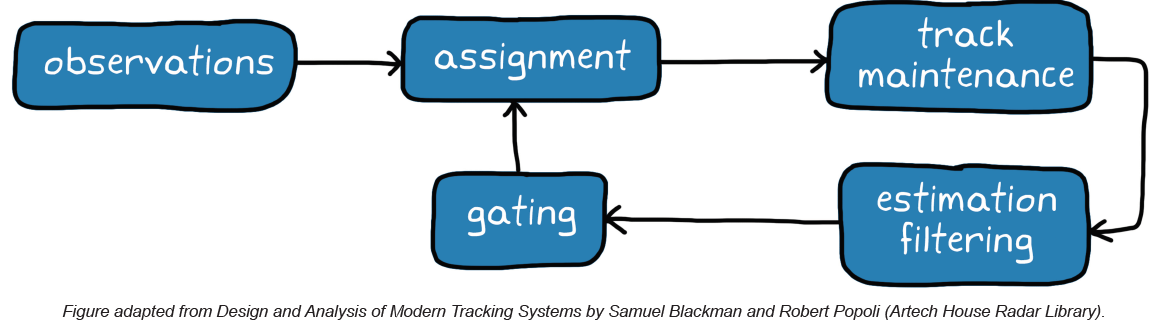 observations
assignment
track
maintenance
estimation
filtering
gating
Figure adapted from Design and Analysis of Modern Tracking Systems by Samuel Blackman and Robert Popoli (Artech House Radar Library).